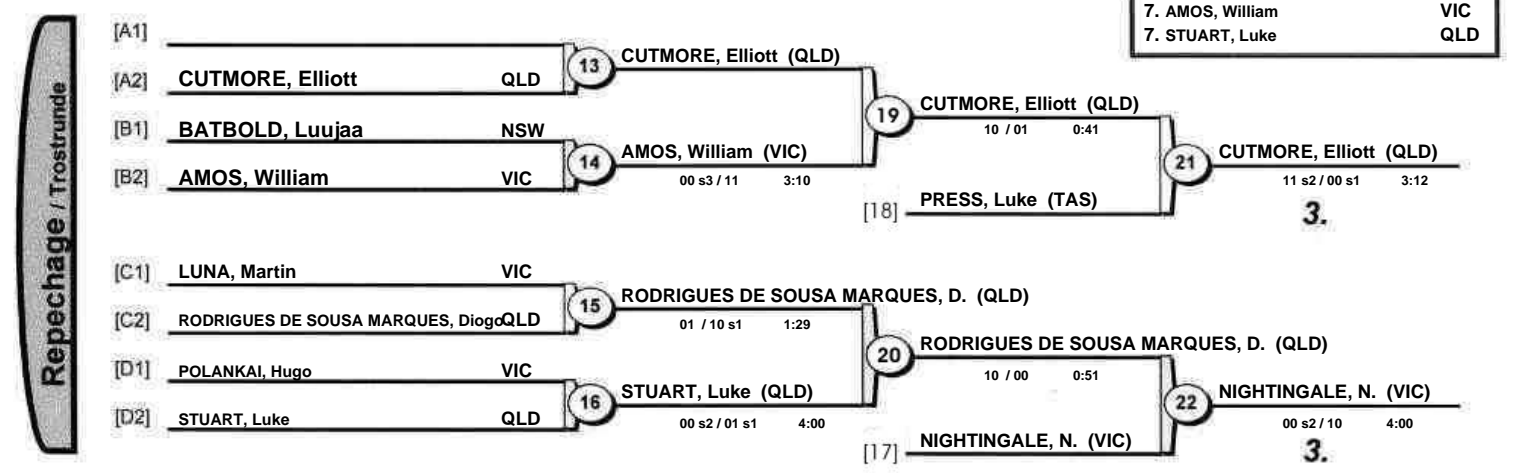 7. AMOS, William VIC
7. STUART, Luke QLD
Repechage / Trostrunde
[A1]
13 CUTMORE, Elliott (QLD)
[A2] CUTMORE, Elliott QLD
19 CUTMORE, Elliott (QLD)
10 / 01 0:41
[B1] BATBOLD, Luujaa NSW
14 AMOS, William (VIC)
00 s3 / 11 3:10
[B2] AMOS, William VIC
21 CUTMORE, Elliott (QLD)
11 s2 / 00 s1 3:12
3.
[18] PRESS, Luke (TAS)
[C1] LUNA, Martin VIC
15 RODRIGUES DE SOUSA MARQUES, D. (QLD)
01 / 10 s1 1:29
[C2] RODRIGUES DE SOUSA MARQUES, Diogo QLD
20 RODRIGUES DE SOUSA MARQUES, D. (QLD)
10 / 00 0:51
[D1] POLANKAI, Hugo VIC
16 STUART, Luke (QLD)
00 s2 / 01 s1 4:00
[D2] STUART, Luke QLD
22 NIGHTINGALE, N. (VIC)
00 s2 / 10 4:00
3.
[17] NIGHTINGALE, N. (VIC)